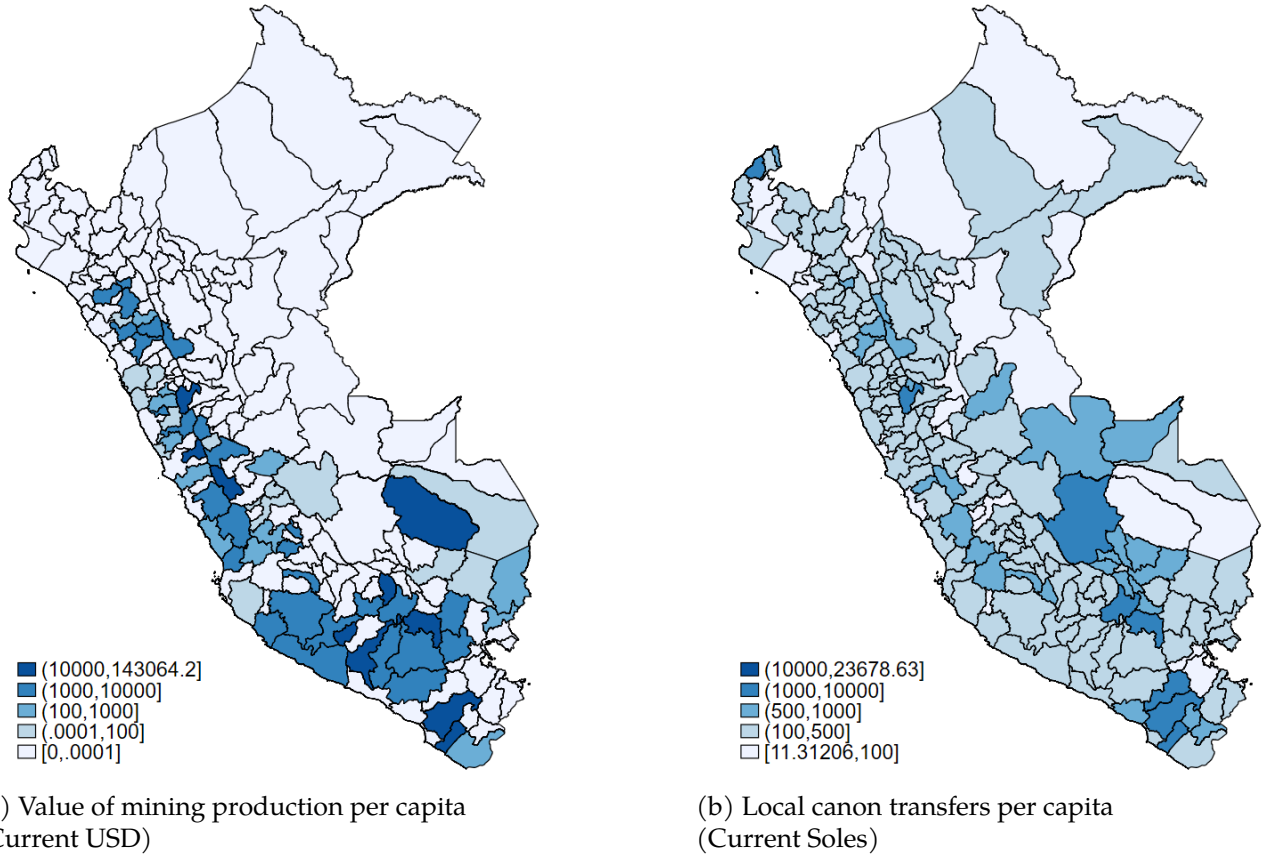 (10000,143064.2]
(1000,10000]
(100,1000]
(.0001,100]
[0,.0001]
(10000,23678.63]
(1000,10000]
(500,1000]
(100,500]
[11.31206,100]
) Value of mining production per capita
urrent USD)
(b) Local canon transfers per capita
(Current Soles)